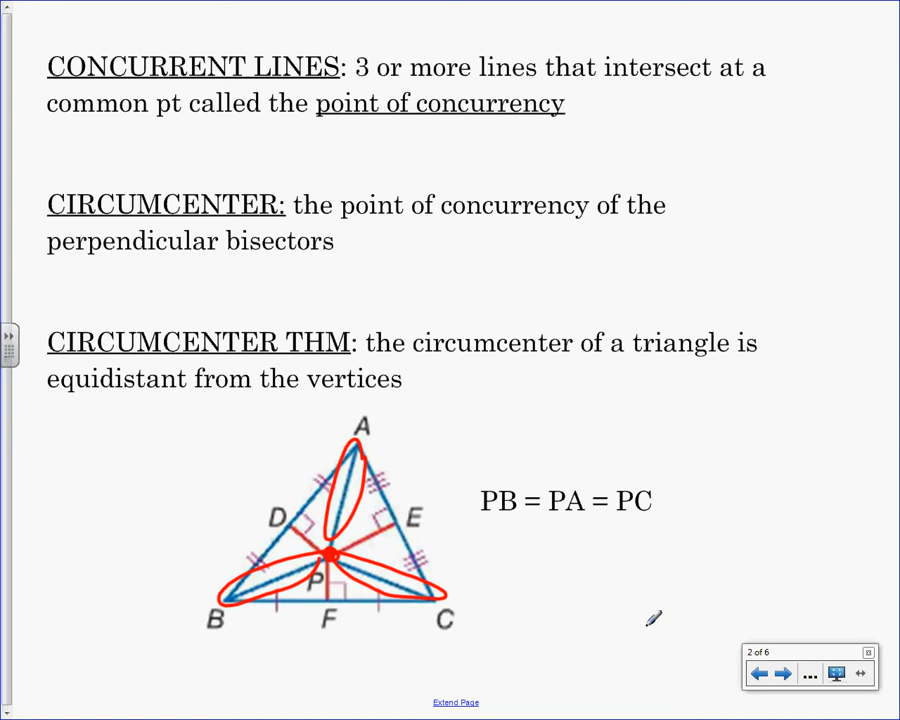 CONCURRENT LINES: 3 or more lines that intersect at a
common pt called the point of concurrency
CIRCUMCENTER: the point of concurrency of the
perpendicular bisectors
CIRCUMCENTER THM: the circumcenter of a triangle is
equidistant from the vertices
A
D
E
P
B
F
C
PB = PA = PC
2 of 6
Extend Page